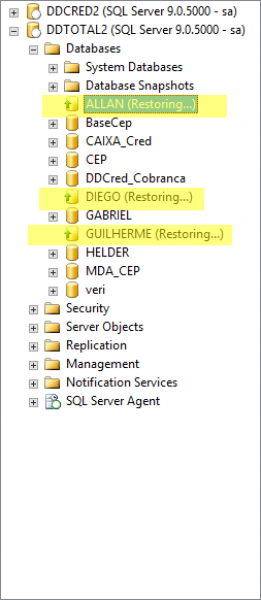 DDCRED2 (SQL Server 9.0.5000 - sa)
DDTOTAL2 (SQL Server 9.0.5000 - sa)
Databases
System Databases
Database Snapshots
ALLAN (Restoring...)
BaseCep
CAIXA_Cred
CEP
DDCred_Cobranca
DIEGO (Restoring...)
GABRIEL
GUILHERME (Restoring...)
HELDER
MDA_CEP
veri
Security
Server Objects
Replication
Management
Notification Services
SQL Server Agent